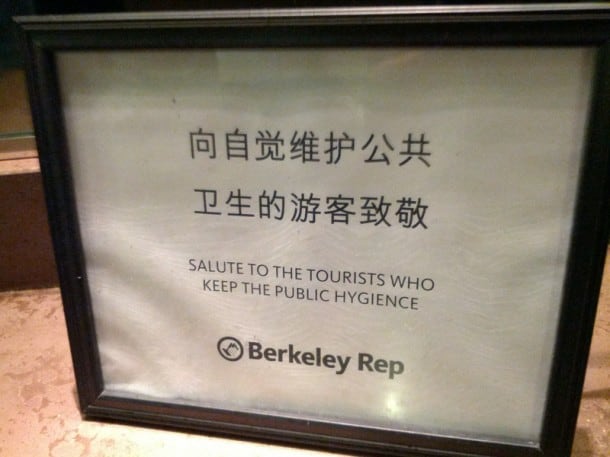 向自觉维护公共
卫生的游客致敬
SALUTE TO THE TOURISTS WHO
KEEP THE PUBLIC HYGIENCE
Berkeley Rep